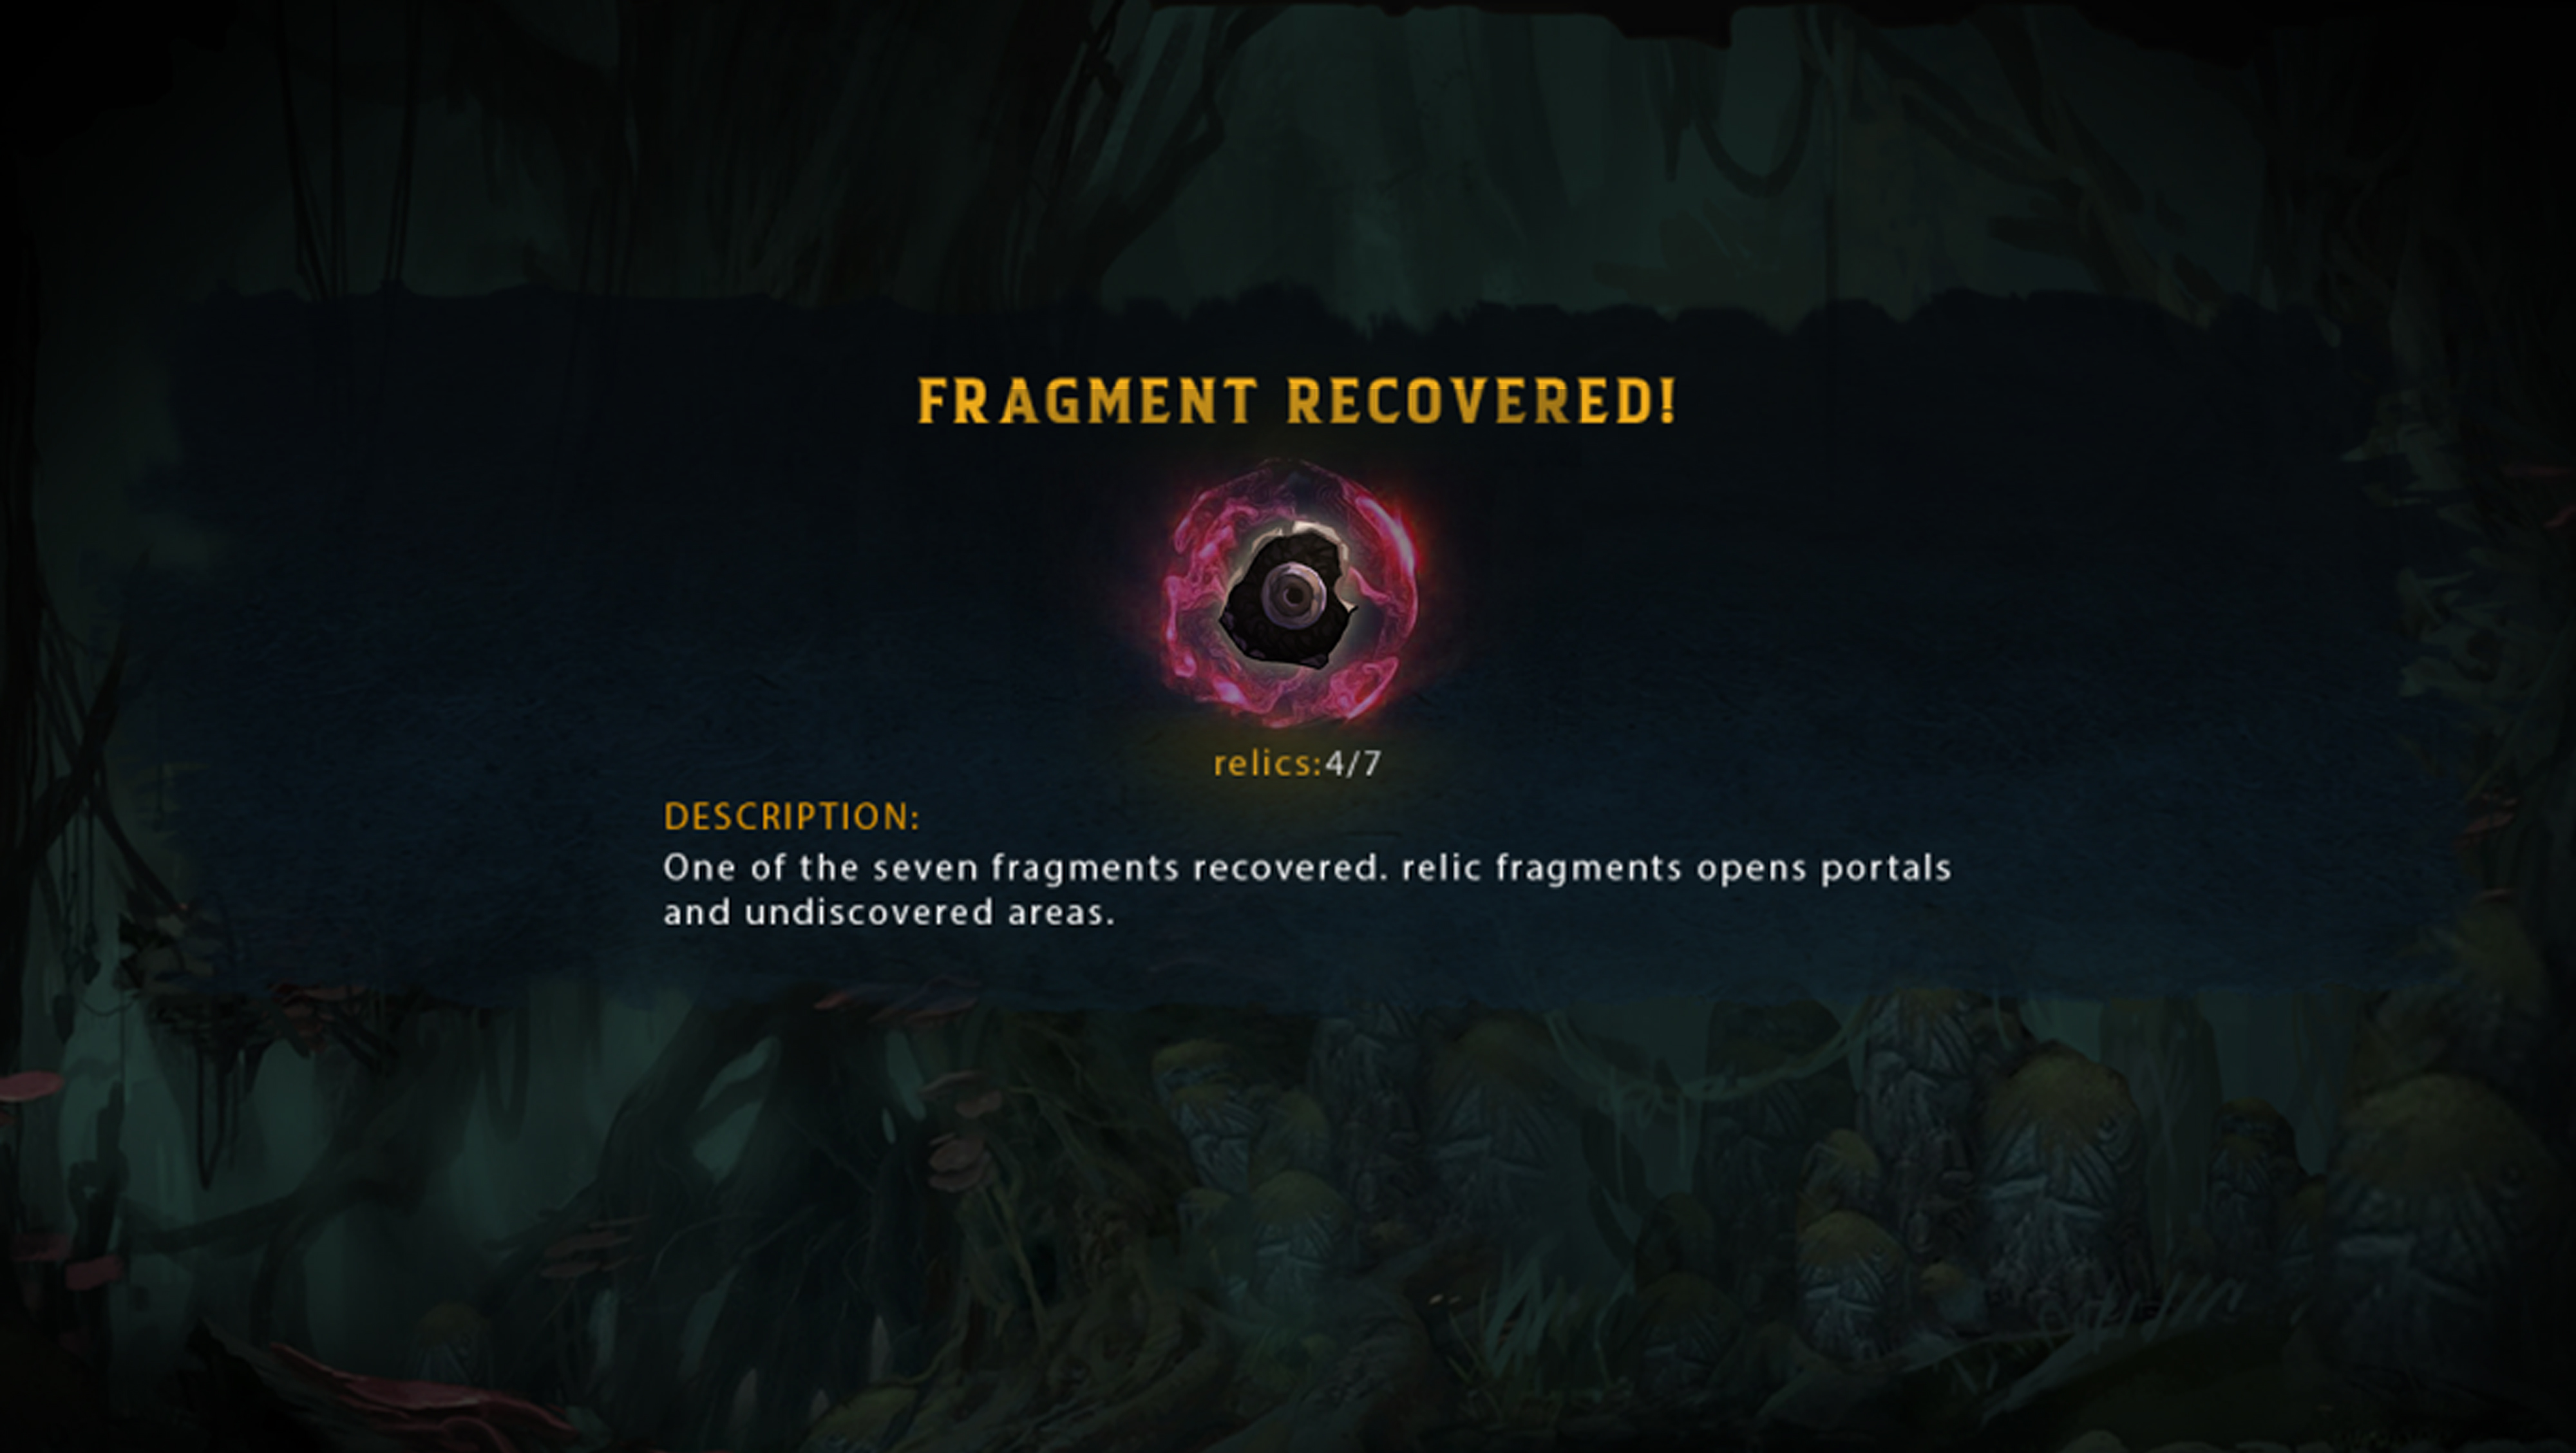 FRAGMENT RECOVERED!
relics:4/7
DESCRIPTION:
One of the seven fragments recovered. relic fragments opens portals
and undiscovered areas.